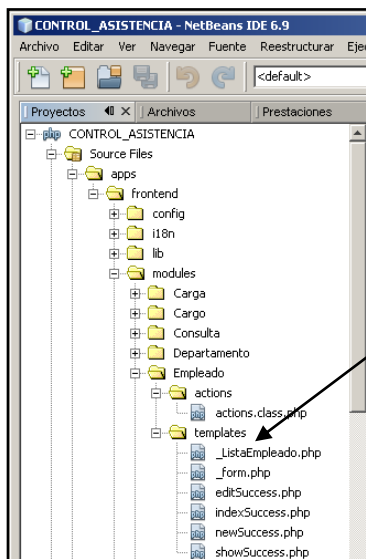 CONTROL_ASISTENCIA - NetBeans IDE 6.9
Archivo Editar Ver Navegar Fuente Reestructurar Ejec
<default>
Proyectos Archivos Prestaciones
CONTROL_ASISTENCIA
Source Files
apps
frontend
config
i18n
lib
modules
Carga
Cargo
Consulta
Departamento
Empleado
actions
actions.class.php
templates
_ListaEmpleado.php
_form.php
editSuccess.php
indexSuccess.php
newSuccess.php
showSuccess.php